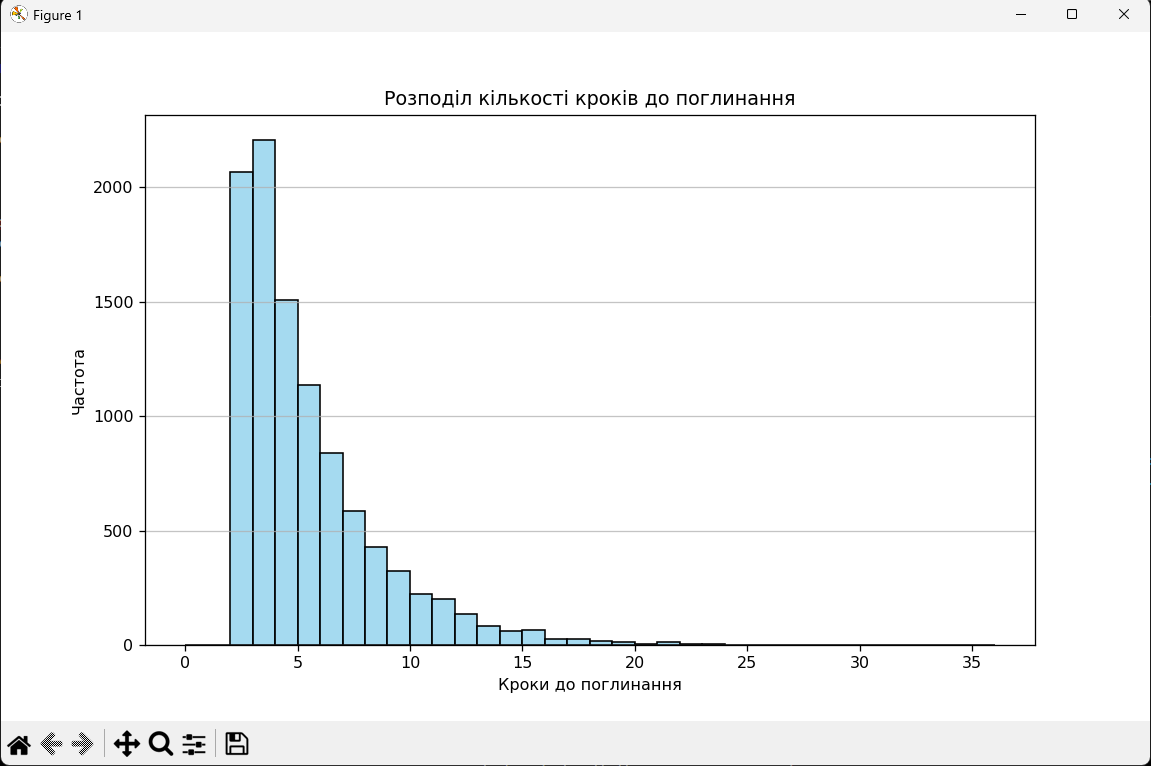 Figure 1
Розподіл кількості кроків до поглинання
2000
1500
1000
500
0
Частота
0 5 10 15 20 25 30 35
Кроки до поглинання